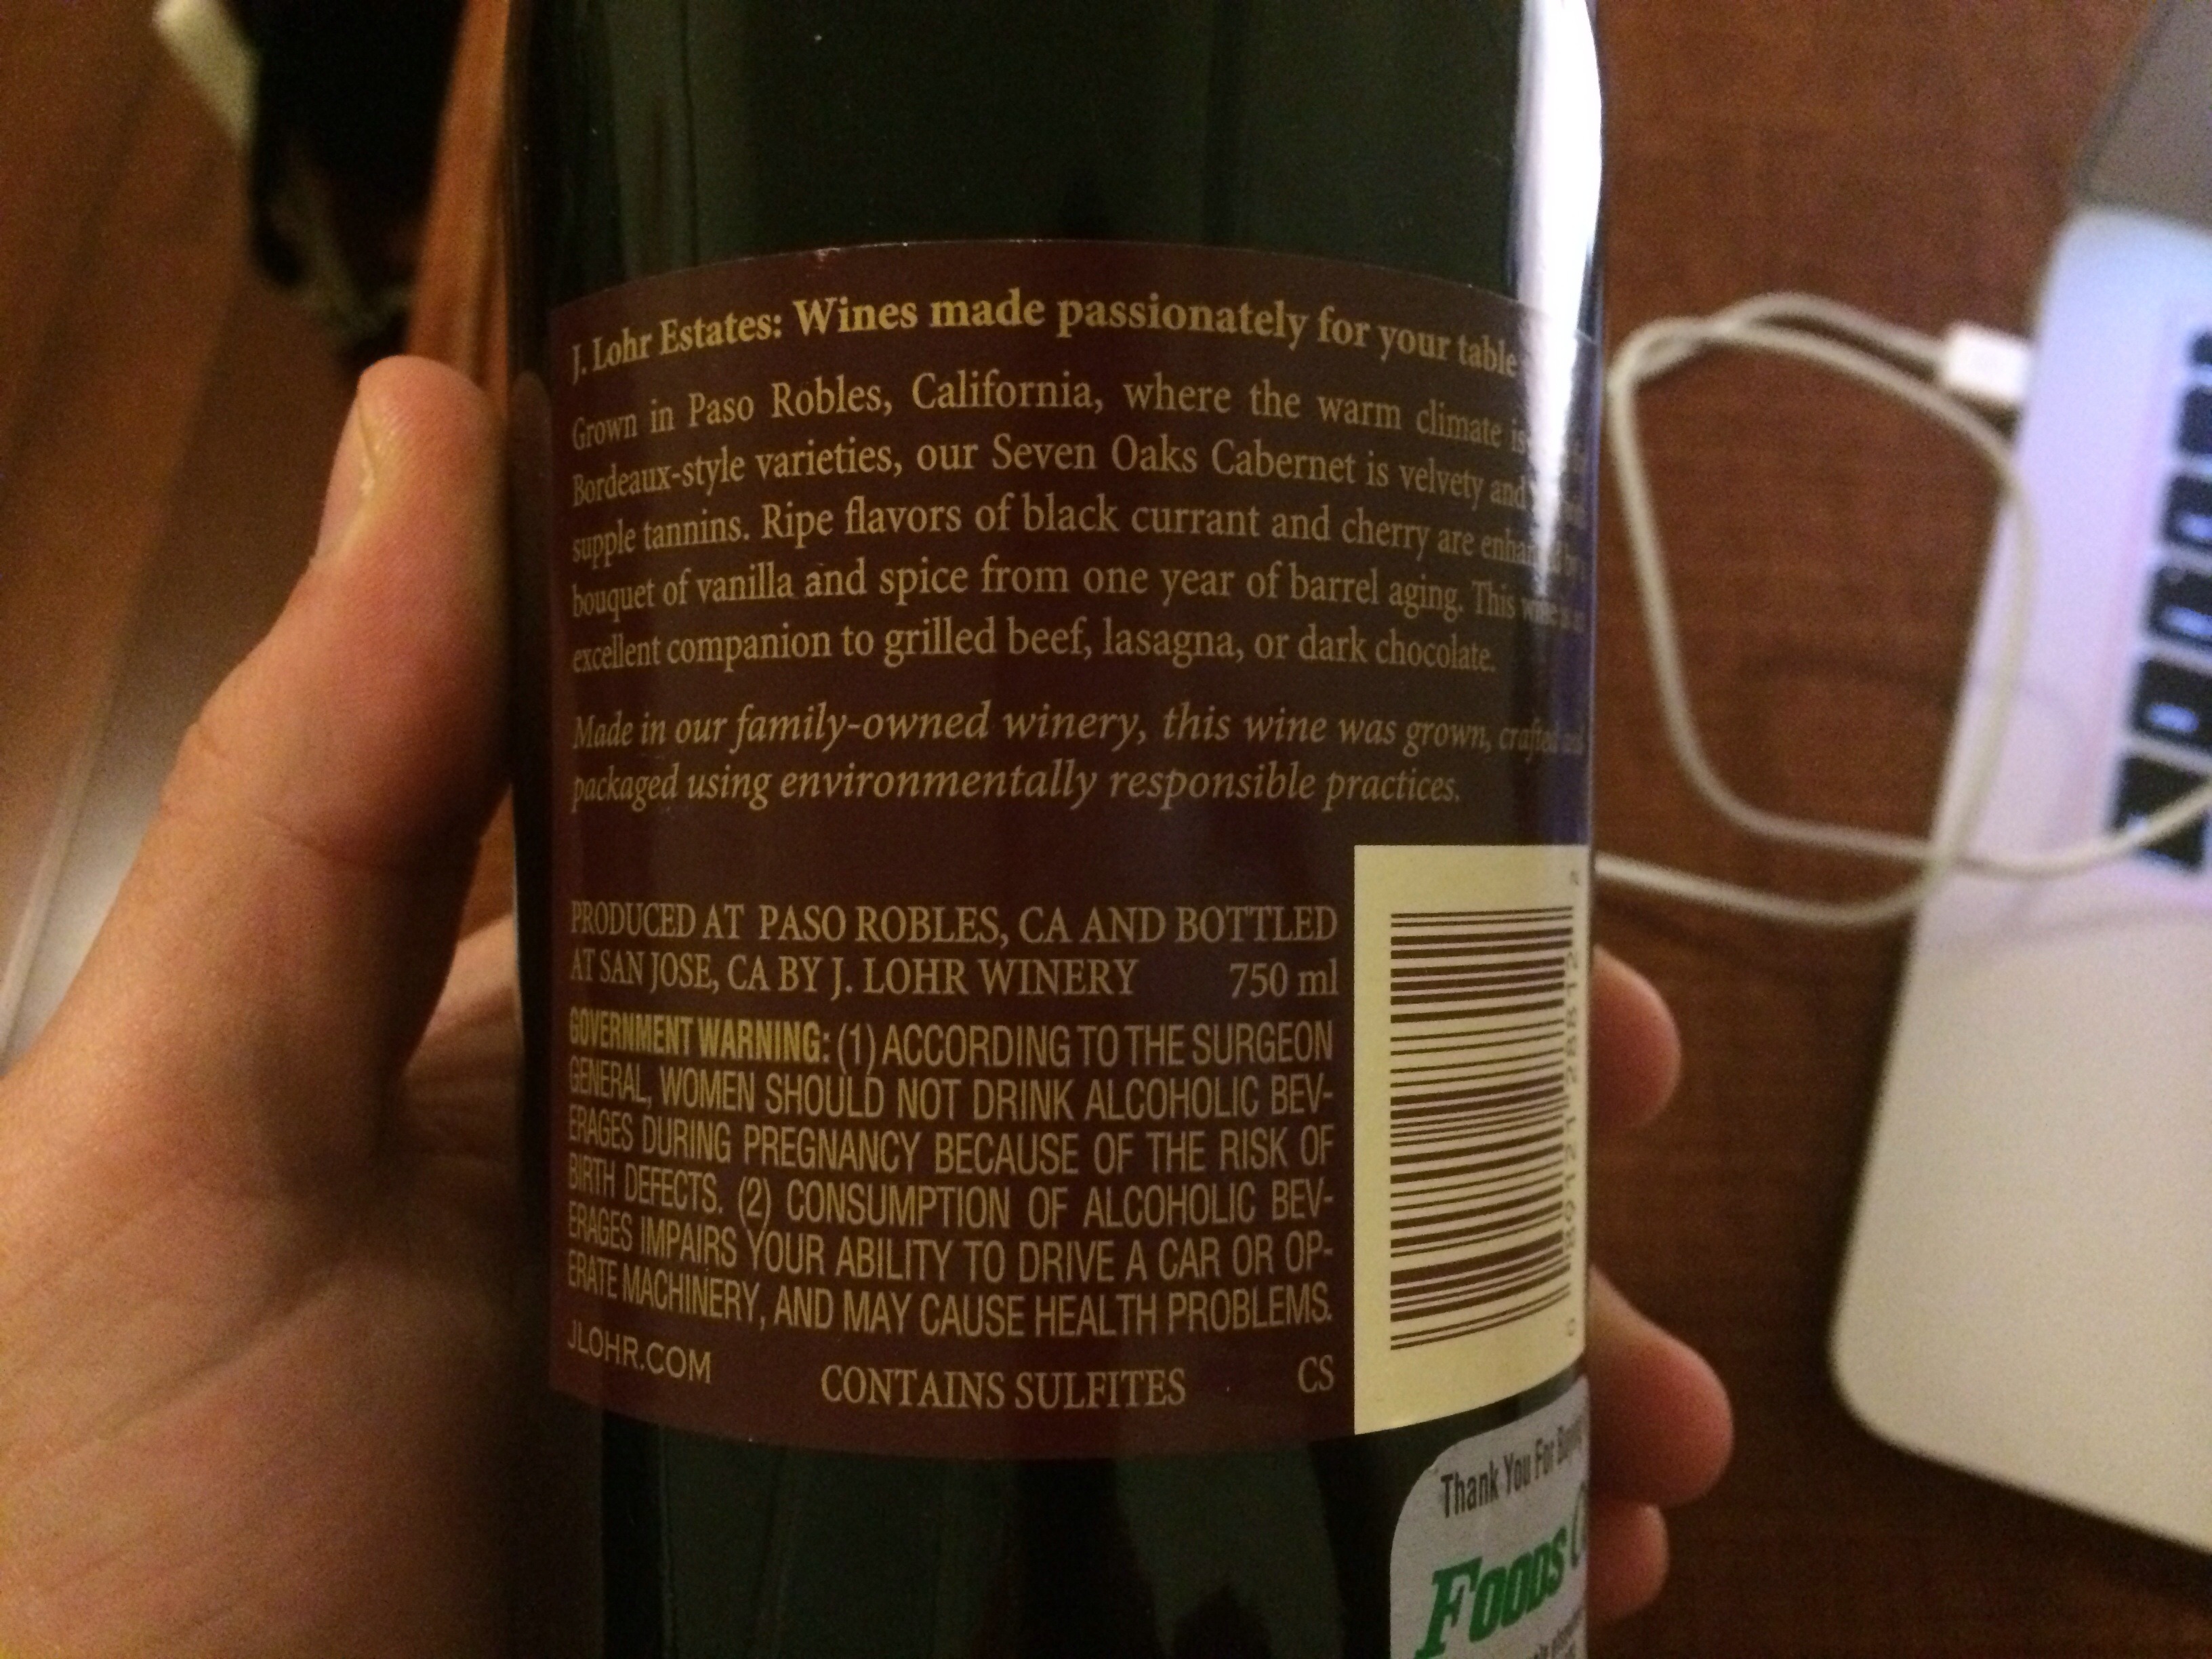 J. Lohr Estates: Wines made passionately for your table
Grown in Paso Robles, California, where the warm climate is
Bordeaux-style varieties, our Seven Oaks Cabernet is velvety and
supple tannins. Ripe flavors of black currant and cherry are enhanced by
bouquet of vanilla and spice from one year of barrel aging. This wine is an
excellent companion to grilled beef, lasagna, or dark chocolate.
Made in our family-owned winery, this wine was grown, crafted and
packaged using environmentally responsible practices.
PRODUCED AT PASO ROBLES, CA AND BOTTLED
AT SAN JOSE, CA BY J. LOHR WINERY 750 ml
GOVERNMENT WARNING: (1) ACCORDING TO THE SURGEON
GENERAL, WOMEN SHOULD NOT DRINK ALCOHOLIC BEV-
ERAGES DURING PREGNANCY BECAUSE OF THE RISK OF
BIRTH DEFECTS. (2) CONSUMPTION OF ALCOHOLIC BEV-
ERAGES IMPAIRS YOUR ABILITY TO DRIVE A CAR OR OP-
ERATE MACHINERY, AND MAY CAUSE HEALTH PROBLEMS.
JLOHR.COM CONTAINS SULFITES CS
Thank You For
FOODS